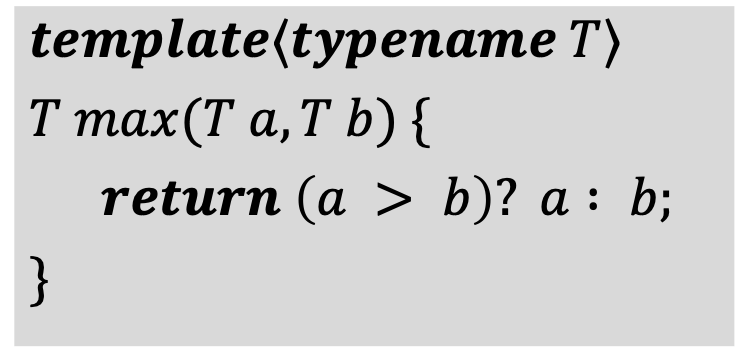 template⟨typename T⟩
T max(T a, T b) {
return (a > b)? a : b;
}